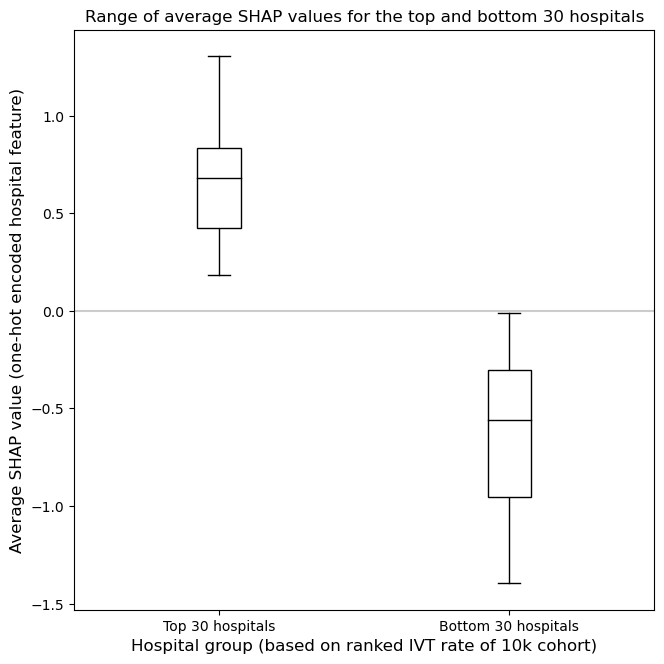 Range of average SHAP values for the top and bottom 30 hospitals
Average SHAP value (one-hot encoded hospital feature)
1.0
0.5
0.0
−0.5
−1.0
−1.5
Top 30 hospitals
Bottom 30 hospitals
Hospital group (based on ranked IVT rate of 10k cohort)